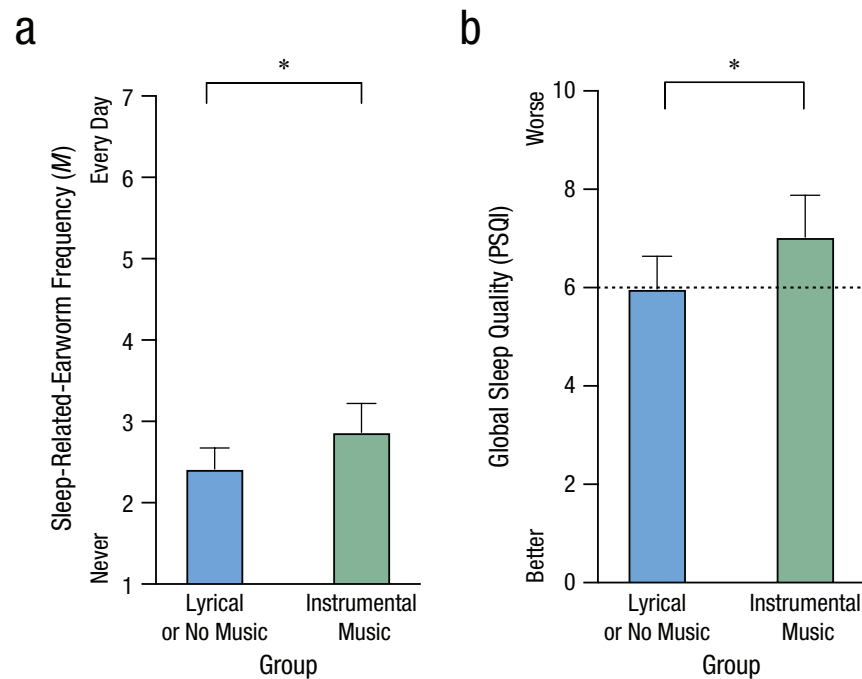 a
*
Sleep-Related-Earworm Frequency (M)
Every Day
Never
7
6
5
4
3
2
1
Lyrical
or No Music
Instrumental
Music
Group
b
*
Global Sleep Quality (PSQI)
Worse
Better
10
8
6
4
2
0
Lyrical
or No Music
Instrumental
Music
Group